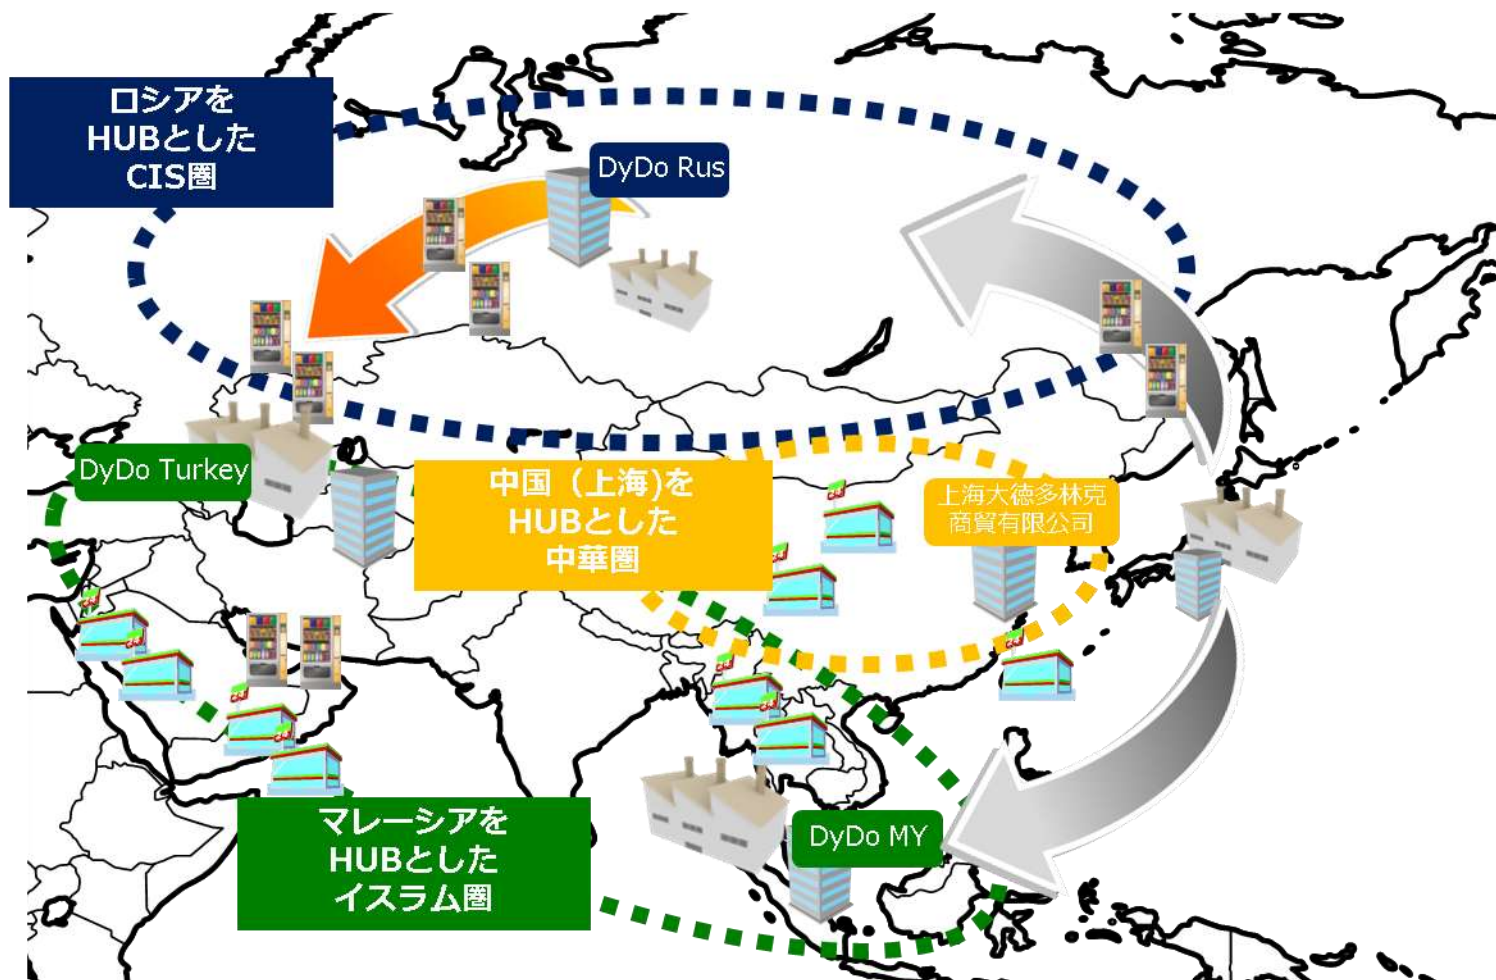 ロシアを
HUBとした
CIS圏
DyDo Rus
DyDo Turkey
中国（上海)を
HUBとした
中華圏
上海大徳多林克
商貿有限公司
マレーシアを
HUBとした
イスラム圏
DyDo MY